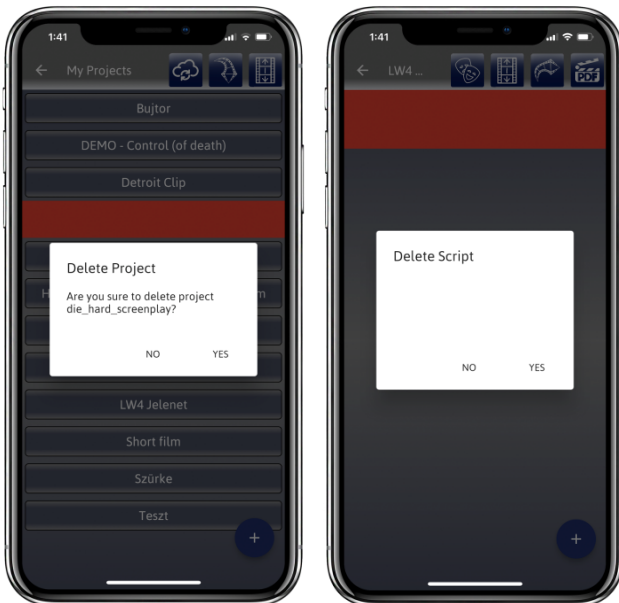 1:41
My Projects
Bujtor
DEMO - Control (of death)
Detroit Clip
Delete Project
Are you sure to delete project
die_hard_screenplay?
NO YES
LW4 Jelenet
Short film
Szürke
Teszt
+
1:41
LW4 ...
PDF
Delete Script
NO YES
+